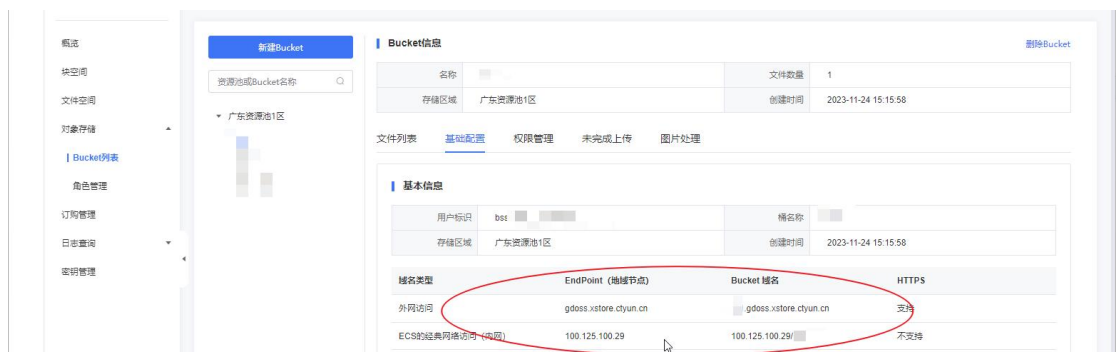 概览
块空间
文件空间
对象存储
Bucket列表
角色管理
订购管理
日志查询
密钥管理
新建Bucket
资源池或Bucket名称
广东资源池1区
Bucket信息
删除Bucket
名称
文件数量 1
存储区域 广东资源池1区
创建时间 2023-11-24 15:15:58
文件列表 基础配置 权限管理 未完成上传 图片处理
基本信息
用户标识 bss
桶名称
存储区域 广东资源池1区
创建时间 2023-11-24 15:15:58
域名类型 EndPoint（地域节点） Bucket 域名 HTTPS
外网访问 gdoss.xstore.ctyun.cn .gdoss.xstore.ctyun.cn 支持
ECS的经典网络访问（内网） 100.125.100.29 100.125.100.29/ 不支持